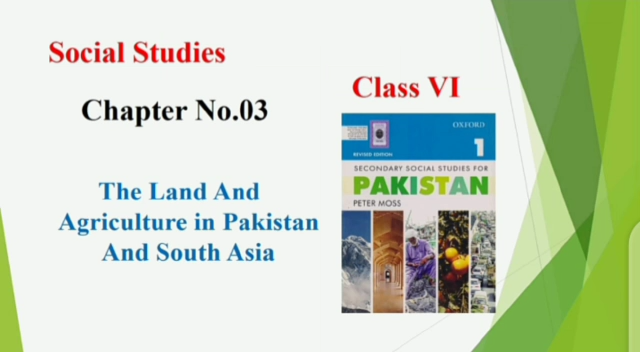 Social Studies
Class VI
Chapter No.03
OXFORD
1
REVISED EDITION
SECONDARY SOCIAL STUDIES FOR
PAKISTAN
PETER MOSS
The Land And
Agriculture in Pakistan
And South Asia